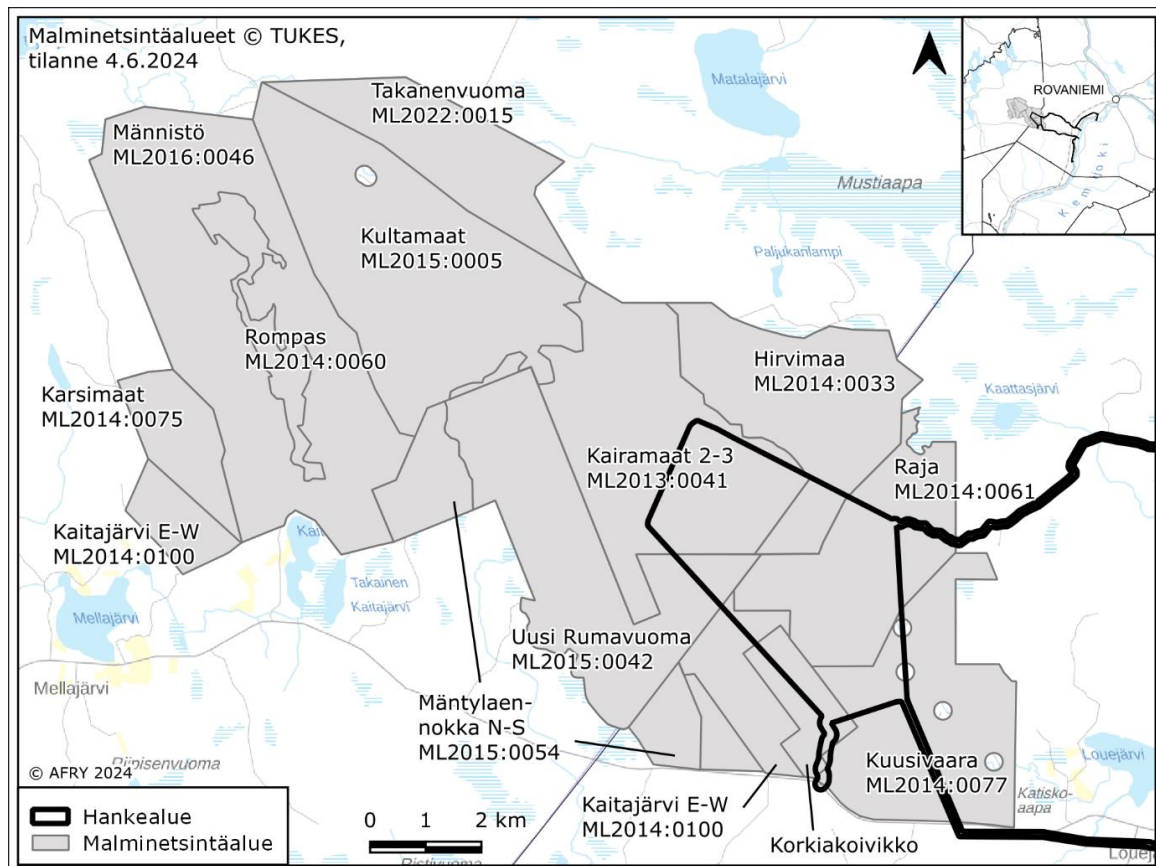 Malminetsintäalueet © TUKES,
tilanne 4.6.2024
ROVANIEMI
Kemijoki
Matalajärvi
Mustiaapa
Paljukanlampi
Takanenvuoma
ML2022:0015
Männistö
ML2016:0046
Kultamaat
ML2015:0005
Rompas
ML2014:0060
Hirvimaa
ML2014:0033
Kaattasjärvi
Karsimaat
ML2014:0075
Kairamaat 2-3
ML2013:0041
Raja
ML2014:0061
Kaitajärvi E-W
ML2014:0100
Takainen
Kaitajärvi
Mellajärvi
Mellajärvi
Uusi Rumavuoma
ML2015:0042
Mäntylaen-
nokka N-S
ML2015:0054
Kuusivaara
ML2014:0077
Louejärvi
Katisko-
aapa
Kaitajärvi E-W
ML2014:0100
Korkiakoivikko
Piipisenvuoma
© AFRY 2024
Hankealue
Malminetsintäalue
0 1 2 km